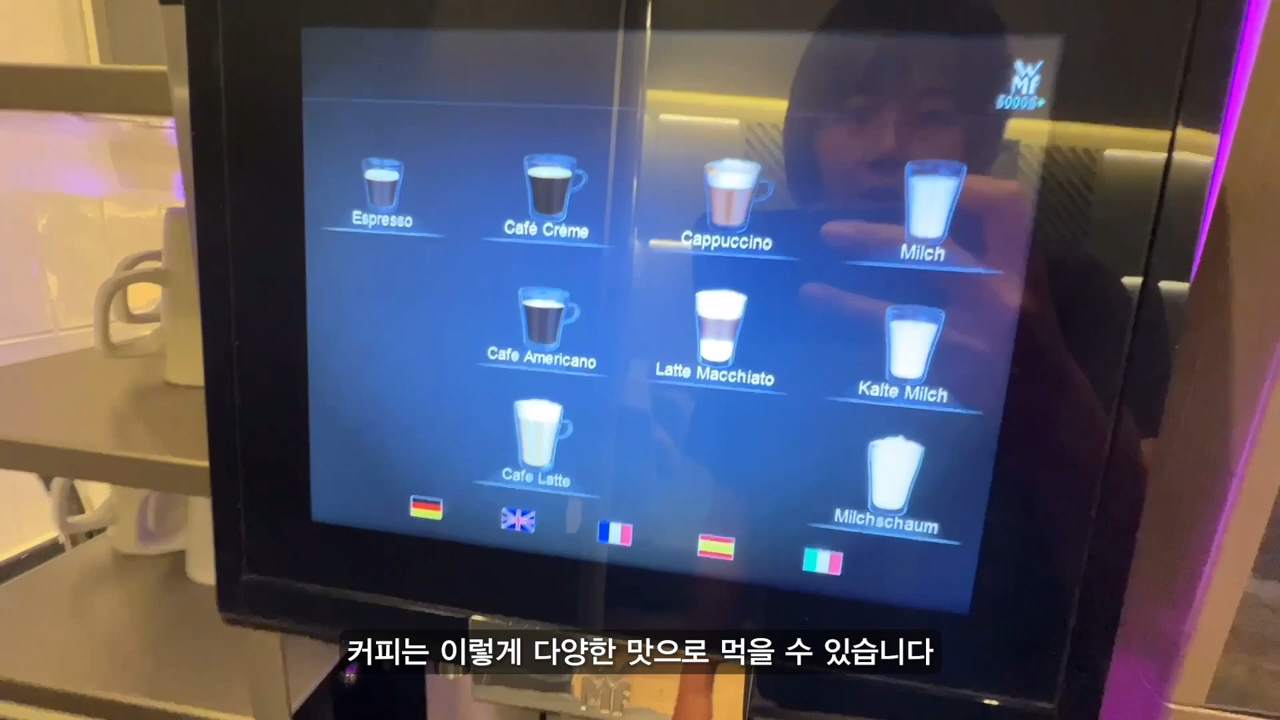 WMF
5000S+
Espresso
Café Crème
Cappuccino
Milch
Cafe Americano
Latte Macchiato
Kalte Milch
Cafe Latte
Milchschaum
커피는 이렇게 다양한 맛으로 먹을 수 있습니다
WMF